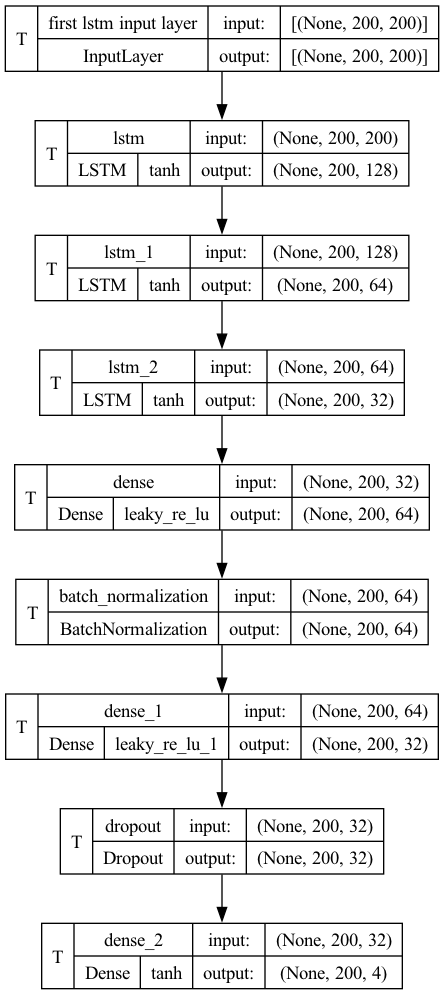 T first lstm input layer input: [(None, 200, 200)]
InputLayer output: [(None, 200, 200)]
T lstm input: (None, 200, 200)
LSTM tanh output: (None, 200, 128)
T lstm_1 input: (None, 200, 128)
LSTM tanh output: (None, 200, 64)
T lstm_2 input: (None, 200, 64)
LSTM tanh output: (None, 200, 32)
T dense input: (None, 200, 32)
Dense leaky_re_lu output: (None, 200, 64)
T batch_normalization input: (None, 200, 64)
BatchNormalization output: (None, 200, 64)
T dense_1 input: (None, 200, 64)
Dense leaky_re_lu_1 output: (None, 200, 32)
T dropout input: (None, 200, 32)
Dropout output: (None, 200, 32)
T dense_2 input: (None, 200, 32)
Dense tanh output: (None, 200, 4)